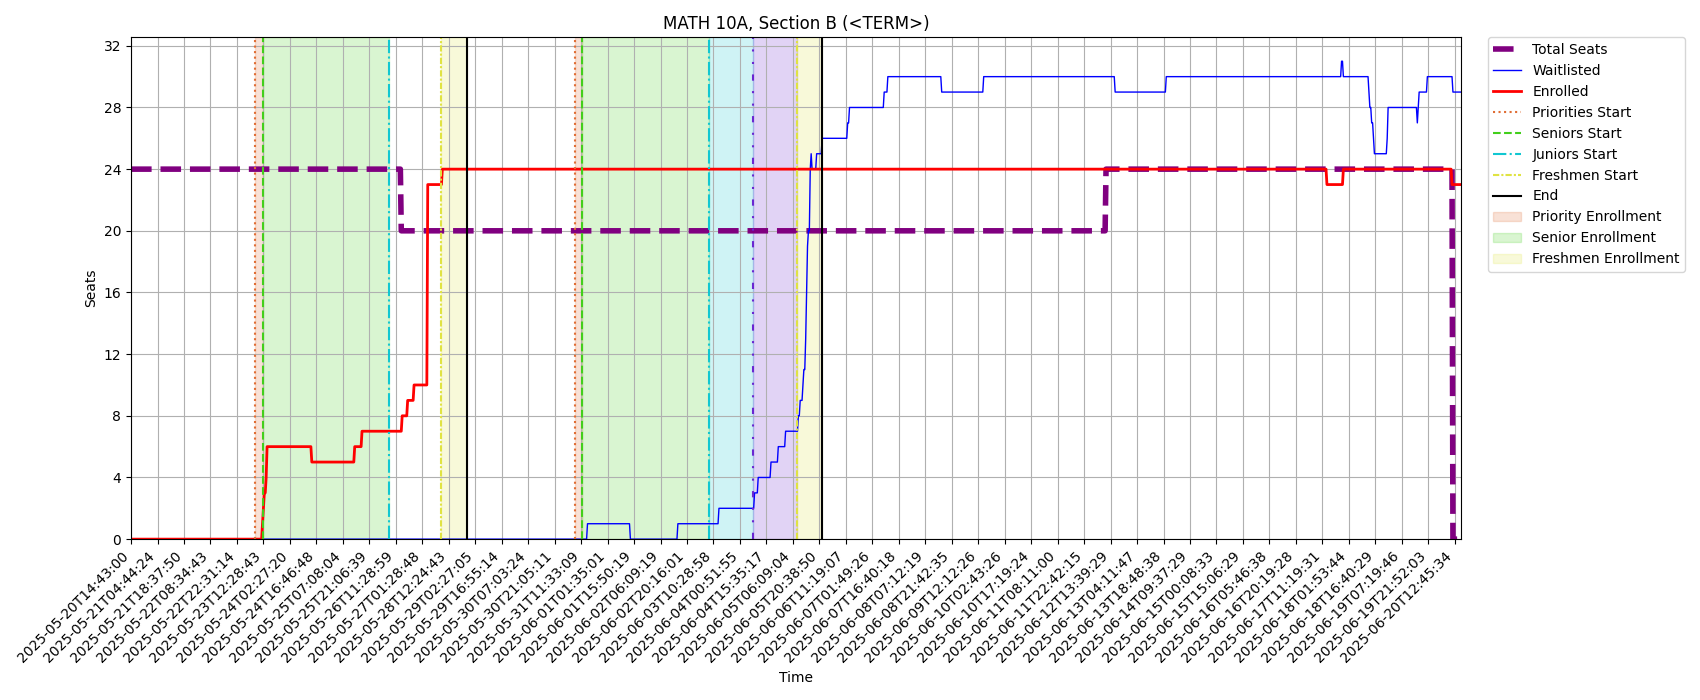 MATH 10A, Section B (<TERM>)
32
28
24
20
16
12
8
4
0
Seats
2025-05-20T14:43:00
2025-05-21T04:44:24
2025-05-21T18:37:50
2025-05-22T08:34:43
2025-05-22T22:31:14
2025-05-23T12:28:43
2025-05-24T02:27:20
2025-05-24T16:46:48
2025-05-25T07:08:04
2025-05-25T21:06:39
2025-05-26T11:28:59
2025-05-27T01:28:48
2025-05-28T12:24:43
2025-05-29T02:27:05
2025-05-29T16:55:14
2025-05-30T07:03:24
2025-05-30T21:05:11
2025-05-31T11:33:09
2025-06-01T01:35:01
2025-06-01T15:50:19
2025-06-02T06:09:19
2025-06-02T20:16:01
2025-06-03T10:28:58
2025-06-04T00:51:55
2025-06-04T15:35:17
2025-06-05T06:09:04
2025-06-05T20:38:50
2025-06-06T11:19:07
2025-06-07T01:49:26
2025-06-07T16:40:18
2025-06-08T07:12:19
2025-06-08T21:42:35
2025-06-09T12:12:26
2025-06-10T02:43:26
2025-06-10T17:19:24
2025-06-11T08:11:00
2025-06-11T22:42:15
2025-06-12T13:39:29
2025-06-13T04:11:47
2025-06-13T18:48:38
2025-06-14T09:37:29
2025-06-15T00:08:33
2025-06-15T15:06:29
2025-06-16T05:46:38
2025-06-16T20:19:28
2025-06-17T11:19:31
2025-06-18T01:53:44
2025-06-18T16:40:29
2025-06-19T07:19:46
2025-06-19T21:52:03
2025-06-20T12:45:34
Time
Total Seats
Waitlisted
Enrolled
Priorities Start
Seniors Start
Juniors Start
Freshmen Start
End
Priority Enrollment
Senior Enrollment
Freshmen Enrollment